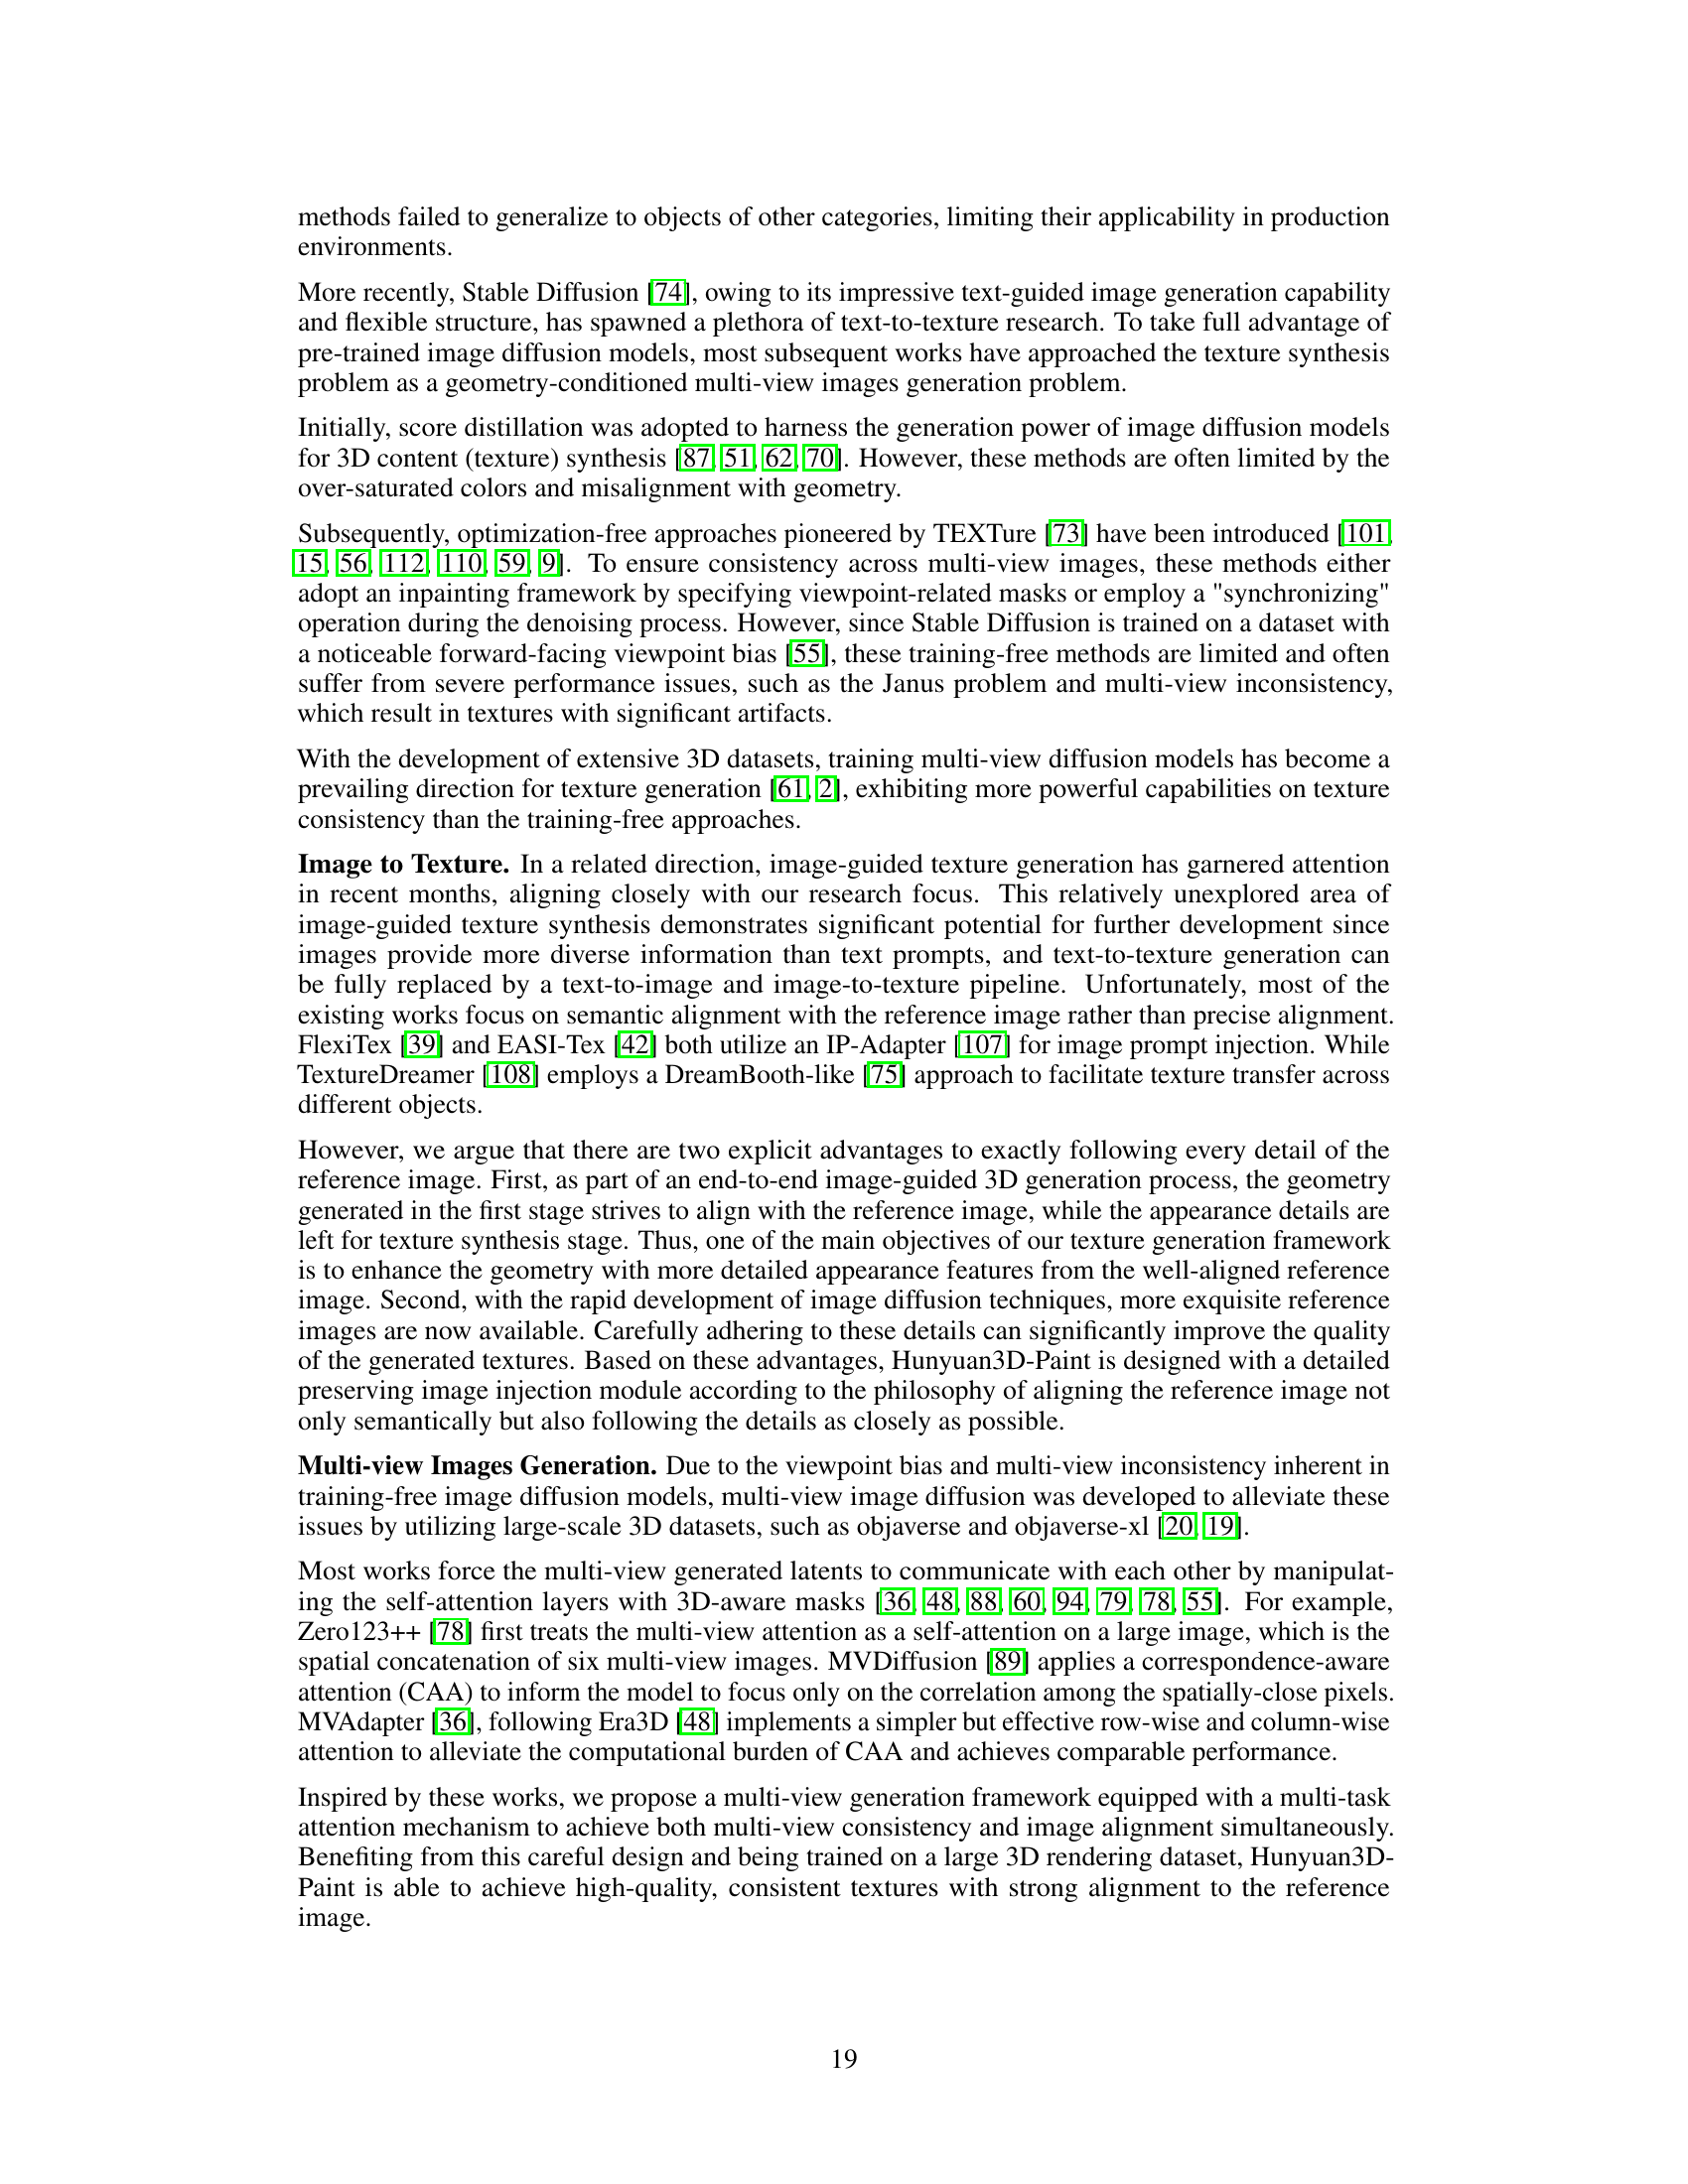 methods failed to generalize to objects of other categories, limiting their applicability in production
environments.
More recently, Stable Diffusion [74], owing to its impressive text-guided image generation capability
and flexible structure, has spawned a plethora of text-to-texture research. To take full advantage of
pre-trained image diffusion models, most subsequent works have approached the texture synthesis
problem as a geometry-conditioned multi-view images generation problem.
Initially, score distillation was adopted to harness the generation power of image diffusion models
for 3D content (texture) synthesis [87, 51, 62, 70]. However, these methods are often limited by the
over-saturated colors and misalignment with geometry.
Subsequently, optimization-free approaches pioneered by TEXTure [73] have been introduced [101,
15, 56, 112, 110, 59, 9]. To ensure consistency across multi-view images, these methods either
adopt an inpainting framework by specifying viewpoint-related masks or employ a "synchronizing"
operation during the denoising process. However, since Stable Diffusion is trained on a dataset with
a noticeable forward-facing viewpoint bias [55], these training-free methods are limited and often
suffer from severe performance issues, such as the Janus problem and multi-view inconsistency,
which result in textures with significant artifacts.
With the development of extensive 3D datasets, training multi-view diffusion models has become a
prevailing direction for texture generation [61, 2], exhibiting more powerful capabilities on texture
consistency than the training-free approaches.
Image to Texture. In a related direction, image-guided texture generation has garnered attention
in recent months, aligning closely with our research focus. This relatively unexplored area of
image-guided texture synthesis demonstrates significant potential for further development since
images provide more diverse information than text prompts, and text-to-texture generation can
be fully replaced by a text-to-image and image-to-texture pipeline. Unfortunately, most of the
existing works focus on semantic alignment with the reference image rather than precise alignment.
FlexiTex [39] and EASI-Tex [42] both utilize an IP-Adapter [107] for image prompt injection. While
TextureDreamer [108] employs a DreamBooth-like [75] approach to facilitate texture transfer across
different objects.
However, we argue that there are two explicit advantages to exactly following every detail of the
reference image. First, as part of an end-to-end image-guided 3D generation process, the geometry
generated in the first stage strives to align with the reference image, while the appearance details are
left for texture synthesis stage. Thus, one of the main objectives of our texture generation framework
is to enhance the geometry with more detailed appearance features from the well-aligned reference
image. Second, with the rapid development of image diffusion techniques, more exquisite reference
images are now available. Carefully adhering to these details can significantly improve the quality
of the generated textures. Based on these advantages, Hunyuan3D-Paint is designed with a detailed
preserving image injection module according to the philosophy of aligning the reference image not
only semantically but also following the details as closely as possible.
Multi-view Images Generation. Due to the viewpoint bias and multi-view inconsistency inherent in
training-free image diffusion models, multi-view image diffusion was developed to alleviate these
issues by utilizing large-scale 3D datasets, such as objaverse and objaverse-xl [20, 19].
Most works force the multi-view generated latents to communicate with each other by manipulat-
ing the self-attention layers with 3D-aware masks [36, 48, 88, 60, 94, 79, 78, 55]. For example,
Zero123++ [78] first treats the multi-view attention as a self-attention on a large image, which is the
spatial concatenation of six multi-view images. MVDiffusion [89] applies a correspondence-aware
attention (CAA) to inform the model to focus only on the correlation among the spatially-close pixels.
MVAdapter [36], following Era3D [48] implements a simpler but effective row-wise and column-wise
attention to alleviate the computational burden of CAA and achieves comparable performance.
Inspired by these works, we propose a multi-view generation framework equipped with a multi-task
attention mechanism to achieve both multi-view consistency and image alignment simultaneously.
Benefiting from this careful design and being trained on a large 3D rendering dataset, Hunyuan3D-
Paint is able to achieve high-quality, consistent textures with strong alignment to the reference
image.
19